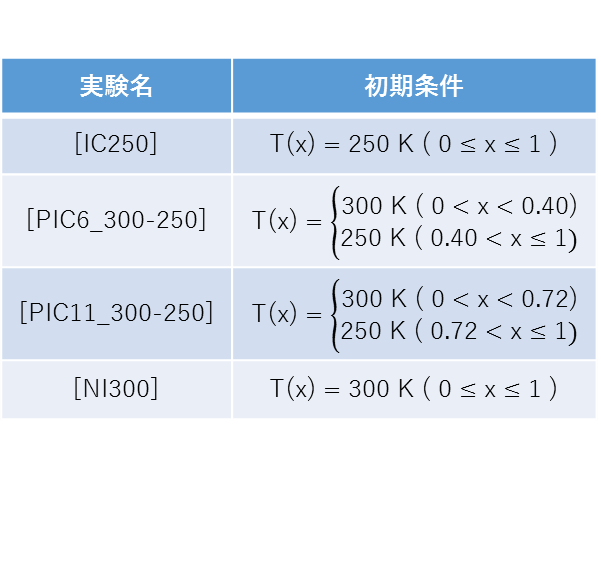 実験名 初期条件
[IC250] T(x) = 250 K ( 0 ≤ x ≤ 1 )
[PIC6_300-250] T(x) = { 300 K ( 0 < x < 0.40)
250 K ( 0.40 < x ≤ 1)
[PIC11_300-250] T(x) = { 300 K ( 0 < x < 0.72)
250 K ( 0.72 < x ≤ 1)
[NI300] T(x) = 300 K ( 0 ≤ x ≤ 1 )